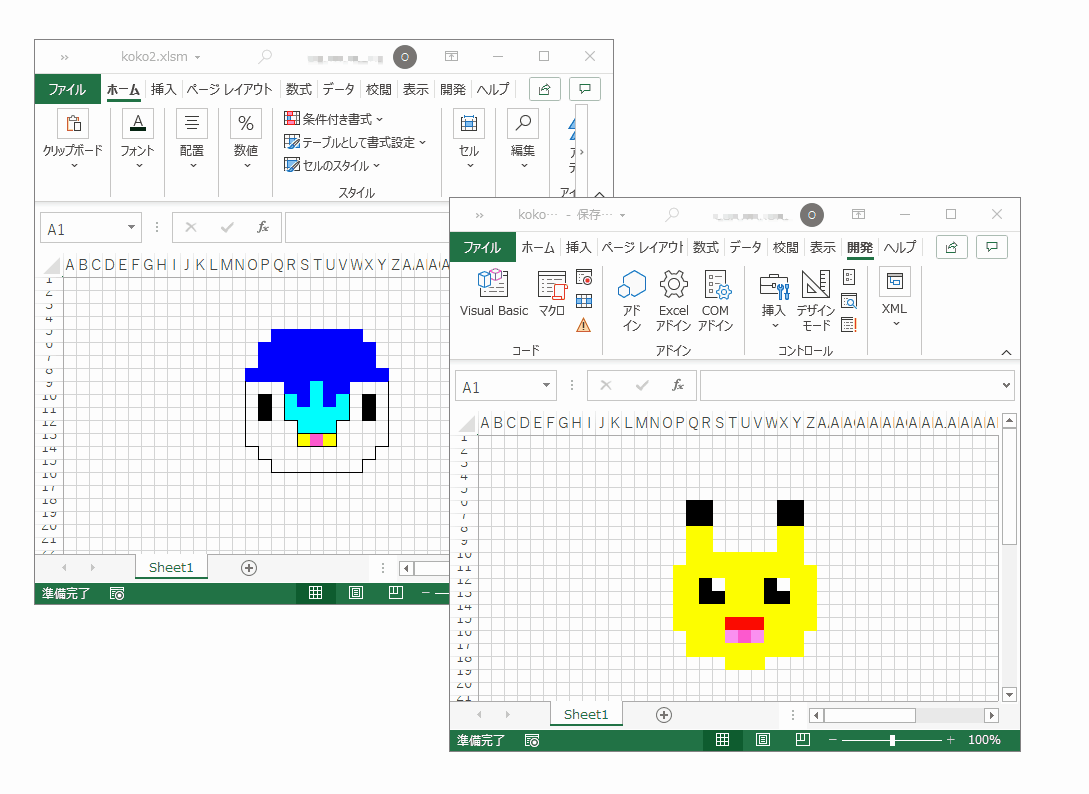 koko2.xlsm
O
ファイル ホーム 挿入 ページ レイアウト 数式 データ 校閲 表示 開発 ヘルプ
クリップボード フォント 配置 数値 条件付き書式 テーブルとして書式設定 セルのスタイル セル 編集
スタイル
A1 fx
A B C D E F G H I J K L M N O P Q R S T U V W X Y Z
1
2
3
4
5
6
7
8
9
10
11
12
13
14
15
16
17
18
19
20
21
22
Sheet1
準備完了
koko… - 保存…
O
ファイル ホーム 挿入 ページ レイアウト 数式 データ 校閲 表示 開発 ヘルプ
Visual Basic マクロ アドイン Excel アドイン COM アドイン 挿入 デザイン モード XML
コード アドイン コントロール
A1 fx
A B C D E F G H I J K L M N O P Q R S T U V W X Y Z
1
2
3
4
5
6
7
8
9
10
11
12
13
14
15
16
17
18
19
20
21
Sheet1
準備完了 100%